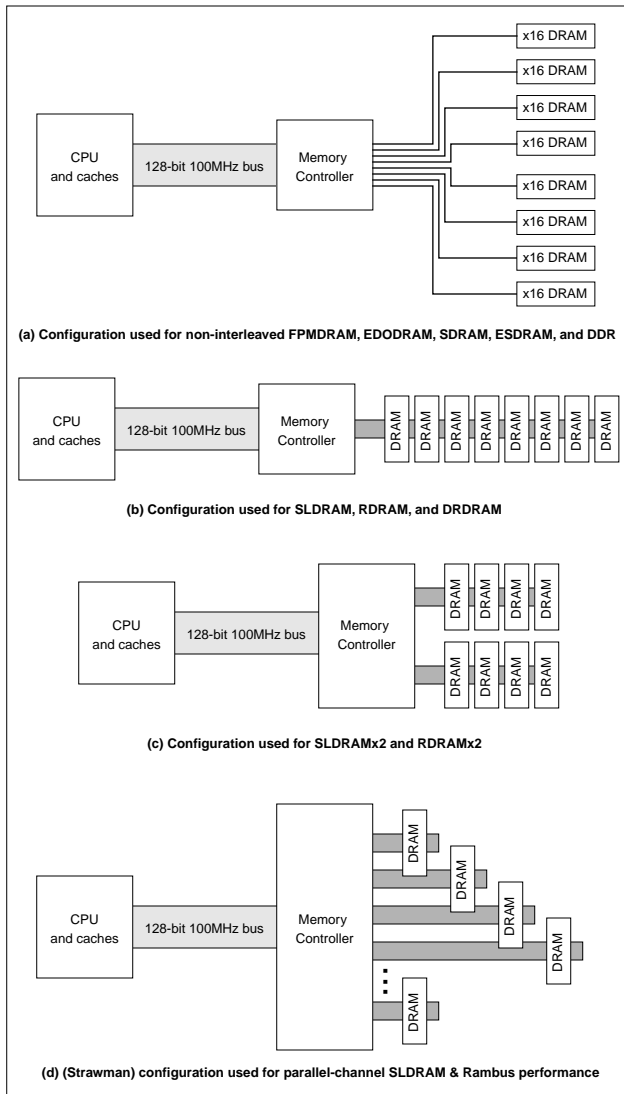 x16 DRAM
x16 DRAM
x16 DRAM
x16 DRAM
x16 DRAM
x16 DRAM
x16 DRAM
x16 DRAM
CPU
and caches
128-bit 100MHz bus
Memory
Controller
(a) Configuration used for non-interleaved FPMDRAM, EDODRAM, SDRAM, ESDRAM, and DDR
CPU
and caches
128-bit 100MHz bus
Memory
Controller
DRAM
DRAM
DRAM
DRAM
DRAM
DRAM
DRAM
DRAM
(b) Configuration used for SLDRAM, RDRAM, and DRDRAM
CPU
and caches
128-bit 100MHz bus
Memory
Controller
DRAM
DRAM
DRAM
DRAM
DRAM
DRAM
DRAM
DRAM
(c) Configuration used for SLDRAMx2 and RDRAMx2
CPU
and caches
128-bit 100MHz bus
Memory
Controller
DRAM
DRAM
DRAM
DRAM
DRAM
(d) (Strawman) configuration used for parallel-channel SLDRAM & Rambus performance